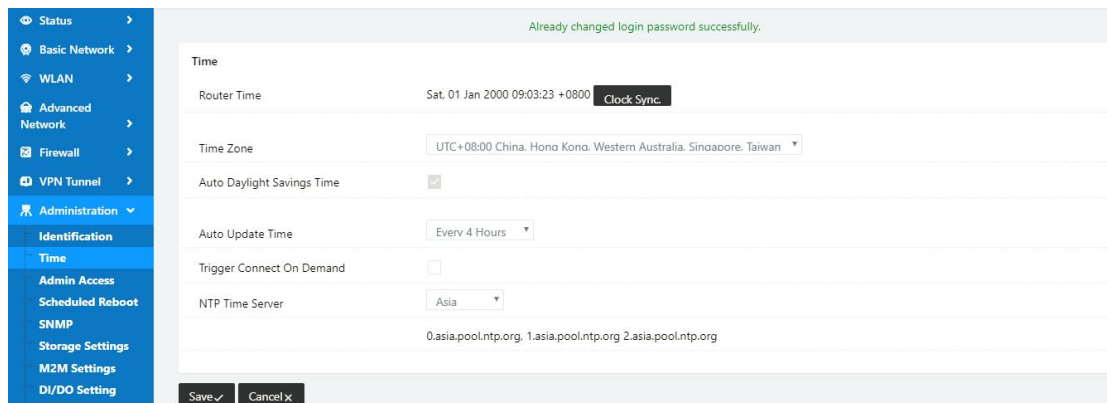 Status
Basic Network
WLAN
Advanced
Network
Firewall
VPN Tunnel
Administration
Identification
Time
Admin Access
Scheduled Reboot
SNMP
Storage Settings
M2M Settings
DI/DO Setting
Already changed login password successfully.
Time
Router Time Sat, 01 Jan 2000 09:03:23 +0800 Clock Sync.
Time Zone UTC+08:00 China, Hong Kong, Western Australia, Singapore, Taiwan
Auto Daylight Savings Time
Auto Update Time Every 4 Hours
Trigger Connect On Demand
NTP Time Server Asia
0.asia.pool.ntp.org, 1.asia.pool.ntp.org 2.asia.pool.ntp.org
Save Cancel